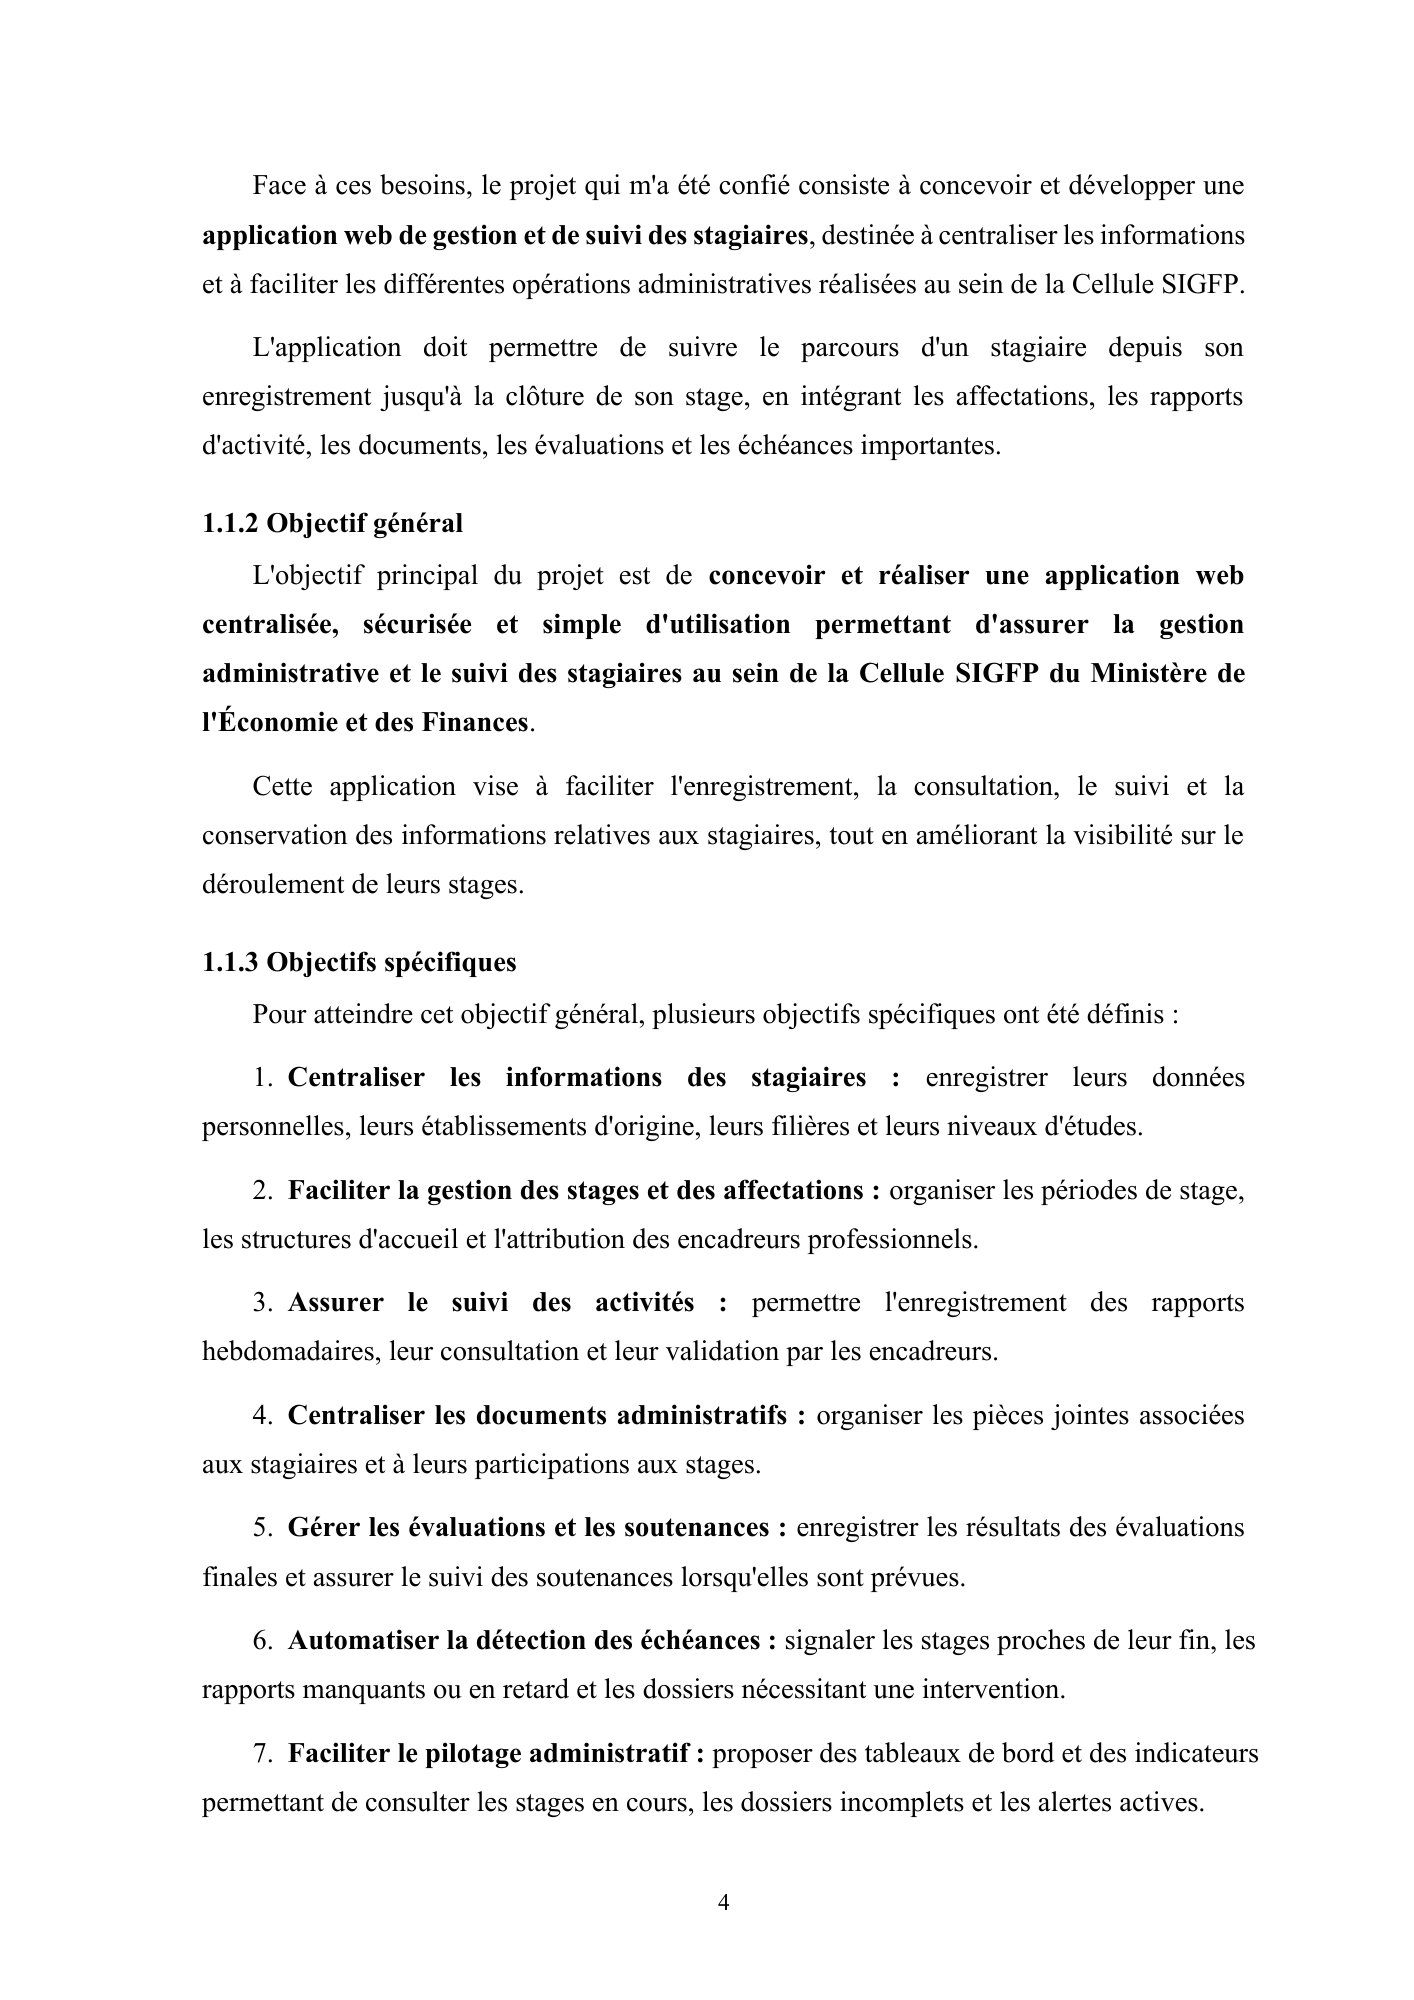 Face à ces besoins, le projet qui m'a été confié consiste à concevoir et développer une
application web de gestion et de suivi des stagiaires, destinée à centraliser les informations
et à faciliter les différentes opérations administratives réalisées au sein de la Cellule SIGFP.
L'application doit permettre de suivre le parcours d'un stagiaire depuis son
enregistrement jusqu'à la clôture de son stage, en intégrant les affectations, les rapports
d'activité, les documents, les évaluations et les échéances importantes.
1.1.2 Objectif général
L'objectif principal du projet est de concevoir et réaliser une application web
centralisée, sécurisée et simple d'utilisation permettant d'assurer la gestion
administrative et le suivi des stagiaires au sein de la Cellule SIGFP du Ministère de
l'Économie et des Finances.
Cette application vise à faciliter l'enregistrement, la consultation, le suivi et la
conservation des informations relatives aux stagiaires, tout en améliorant la visibilité sur le
déroulement de leurs stages.
1.1.3 Objectifs spécifiques
Pour atteindre cet objectif général, plusieurs objectifs spécifiques ont été définis :
1. Centraliser les informations des stagiaires : enregistrer leurs données
personnelles, leurs établissements d'origine, leurs filières et leurs niveaux d'études.
2. Faciliter la gestion des stages et des affectations : organiser les périodes de stage,
les structures d'accueil et l'attribution des encadreurs professionnels.
3. Assurer le suivi des activités : permettre l'enregistrement des rapports
hebdomadaires, leur consultation et leur validation par les encadreurs.
4. Centraliser les documents administratifs : organiser les pièces jointes associées
aux stagiaires et à leurs participations aux stages.
5. Gérer les évaluations et les soutenances : enregistrer les résultats des évaluations
finales et assurer le suivi des soutenances lorsqu'elles sont prévues.
6. Automatiser la détection des échéances : signaler les stages proches de leur fin, les
rapports manquants ou en retard et les dossiers nécessitant une intervention.
7. Faciliter le pilotage administratif : proposer des tableaux de bord et des indicateurs
permettant de consulter les stages en cours, les dossiers incomplets et les alertes actives.
4